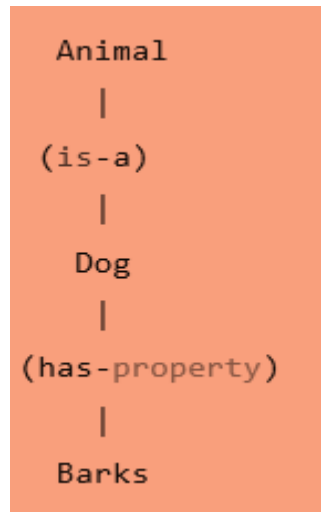 Animal
|
(is-a)
|
Dog
|
(has-property)
|
Barks